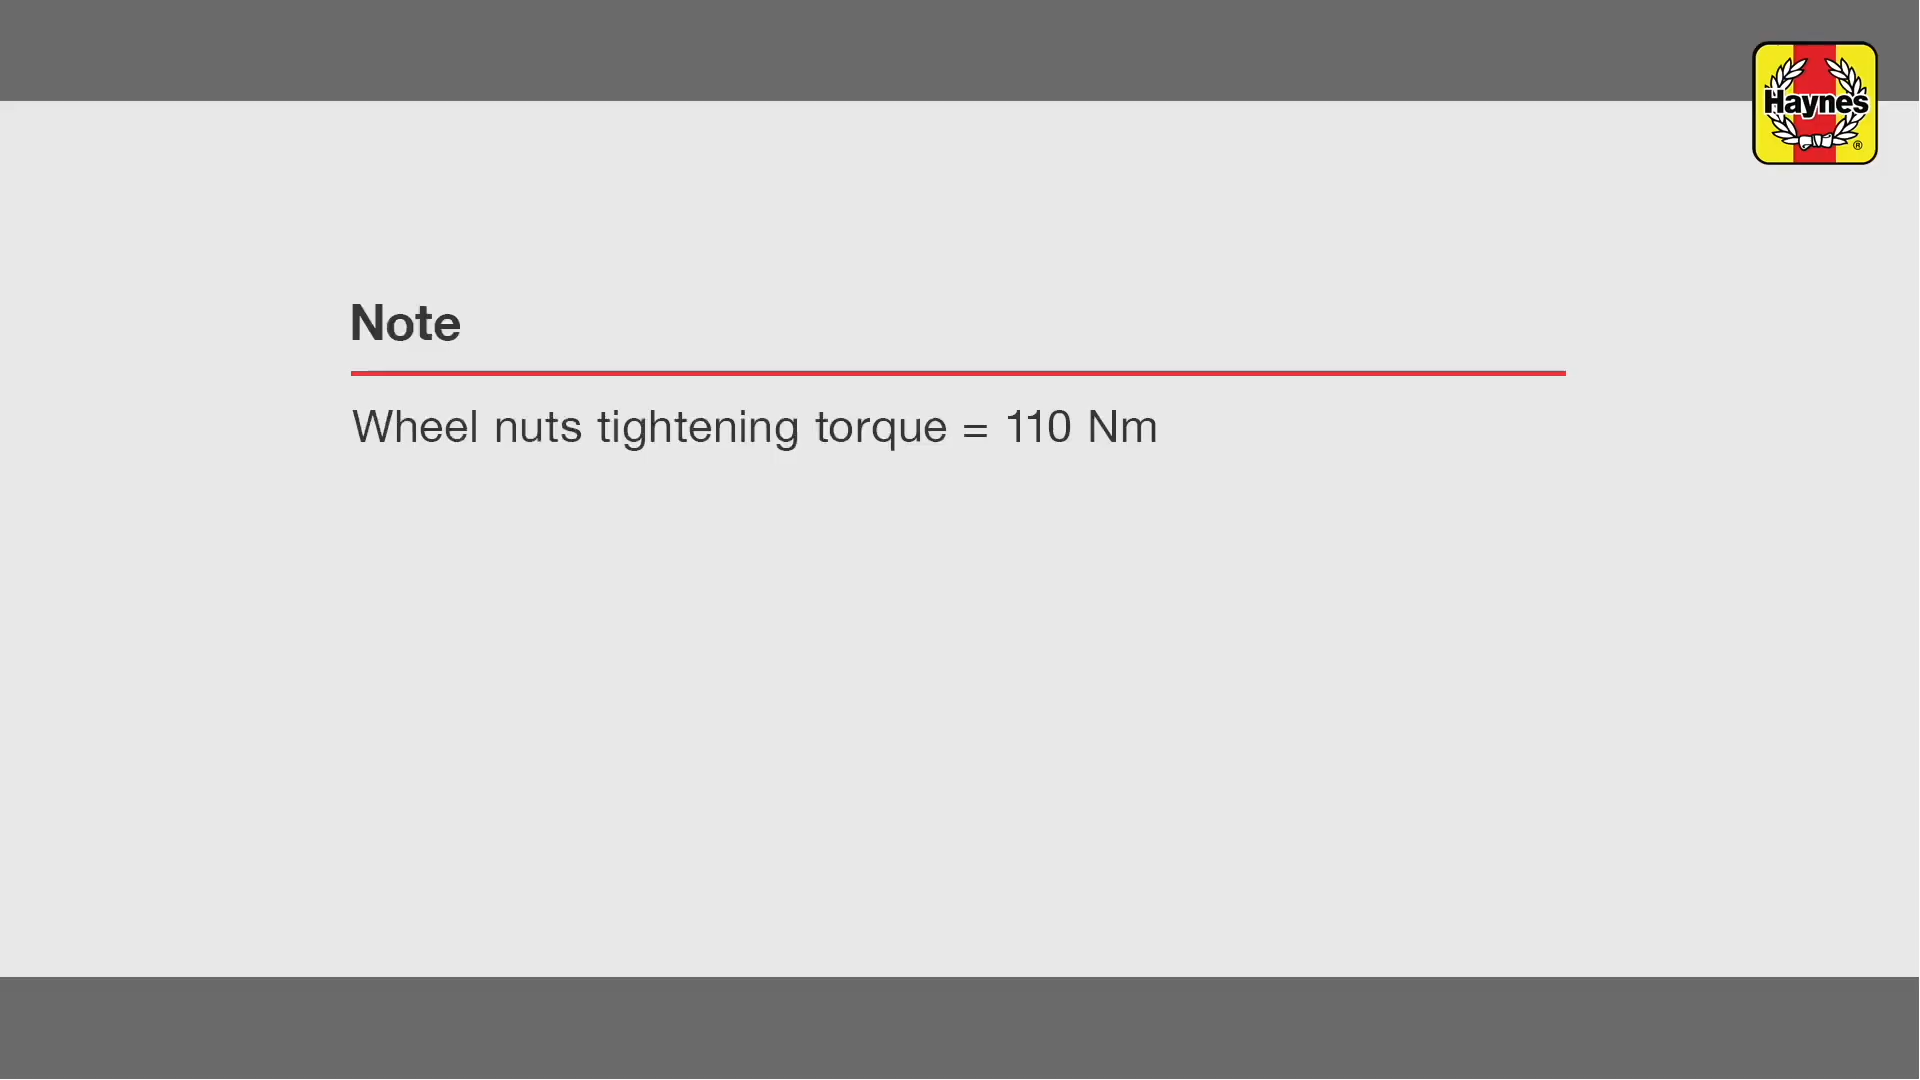 Haynes
®
Note
Wheel nuts tightening torque = 110 Nm